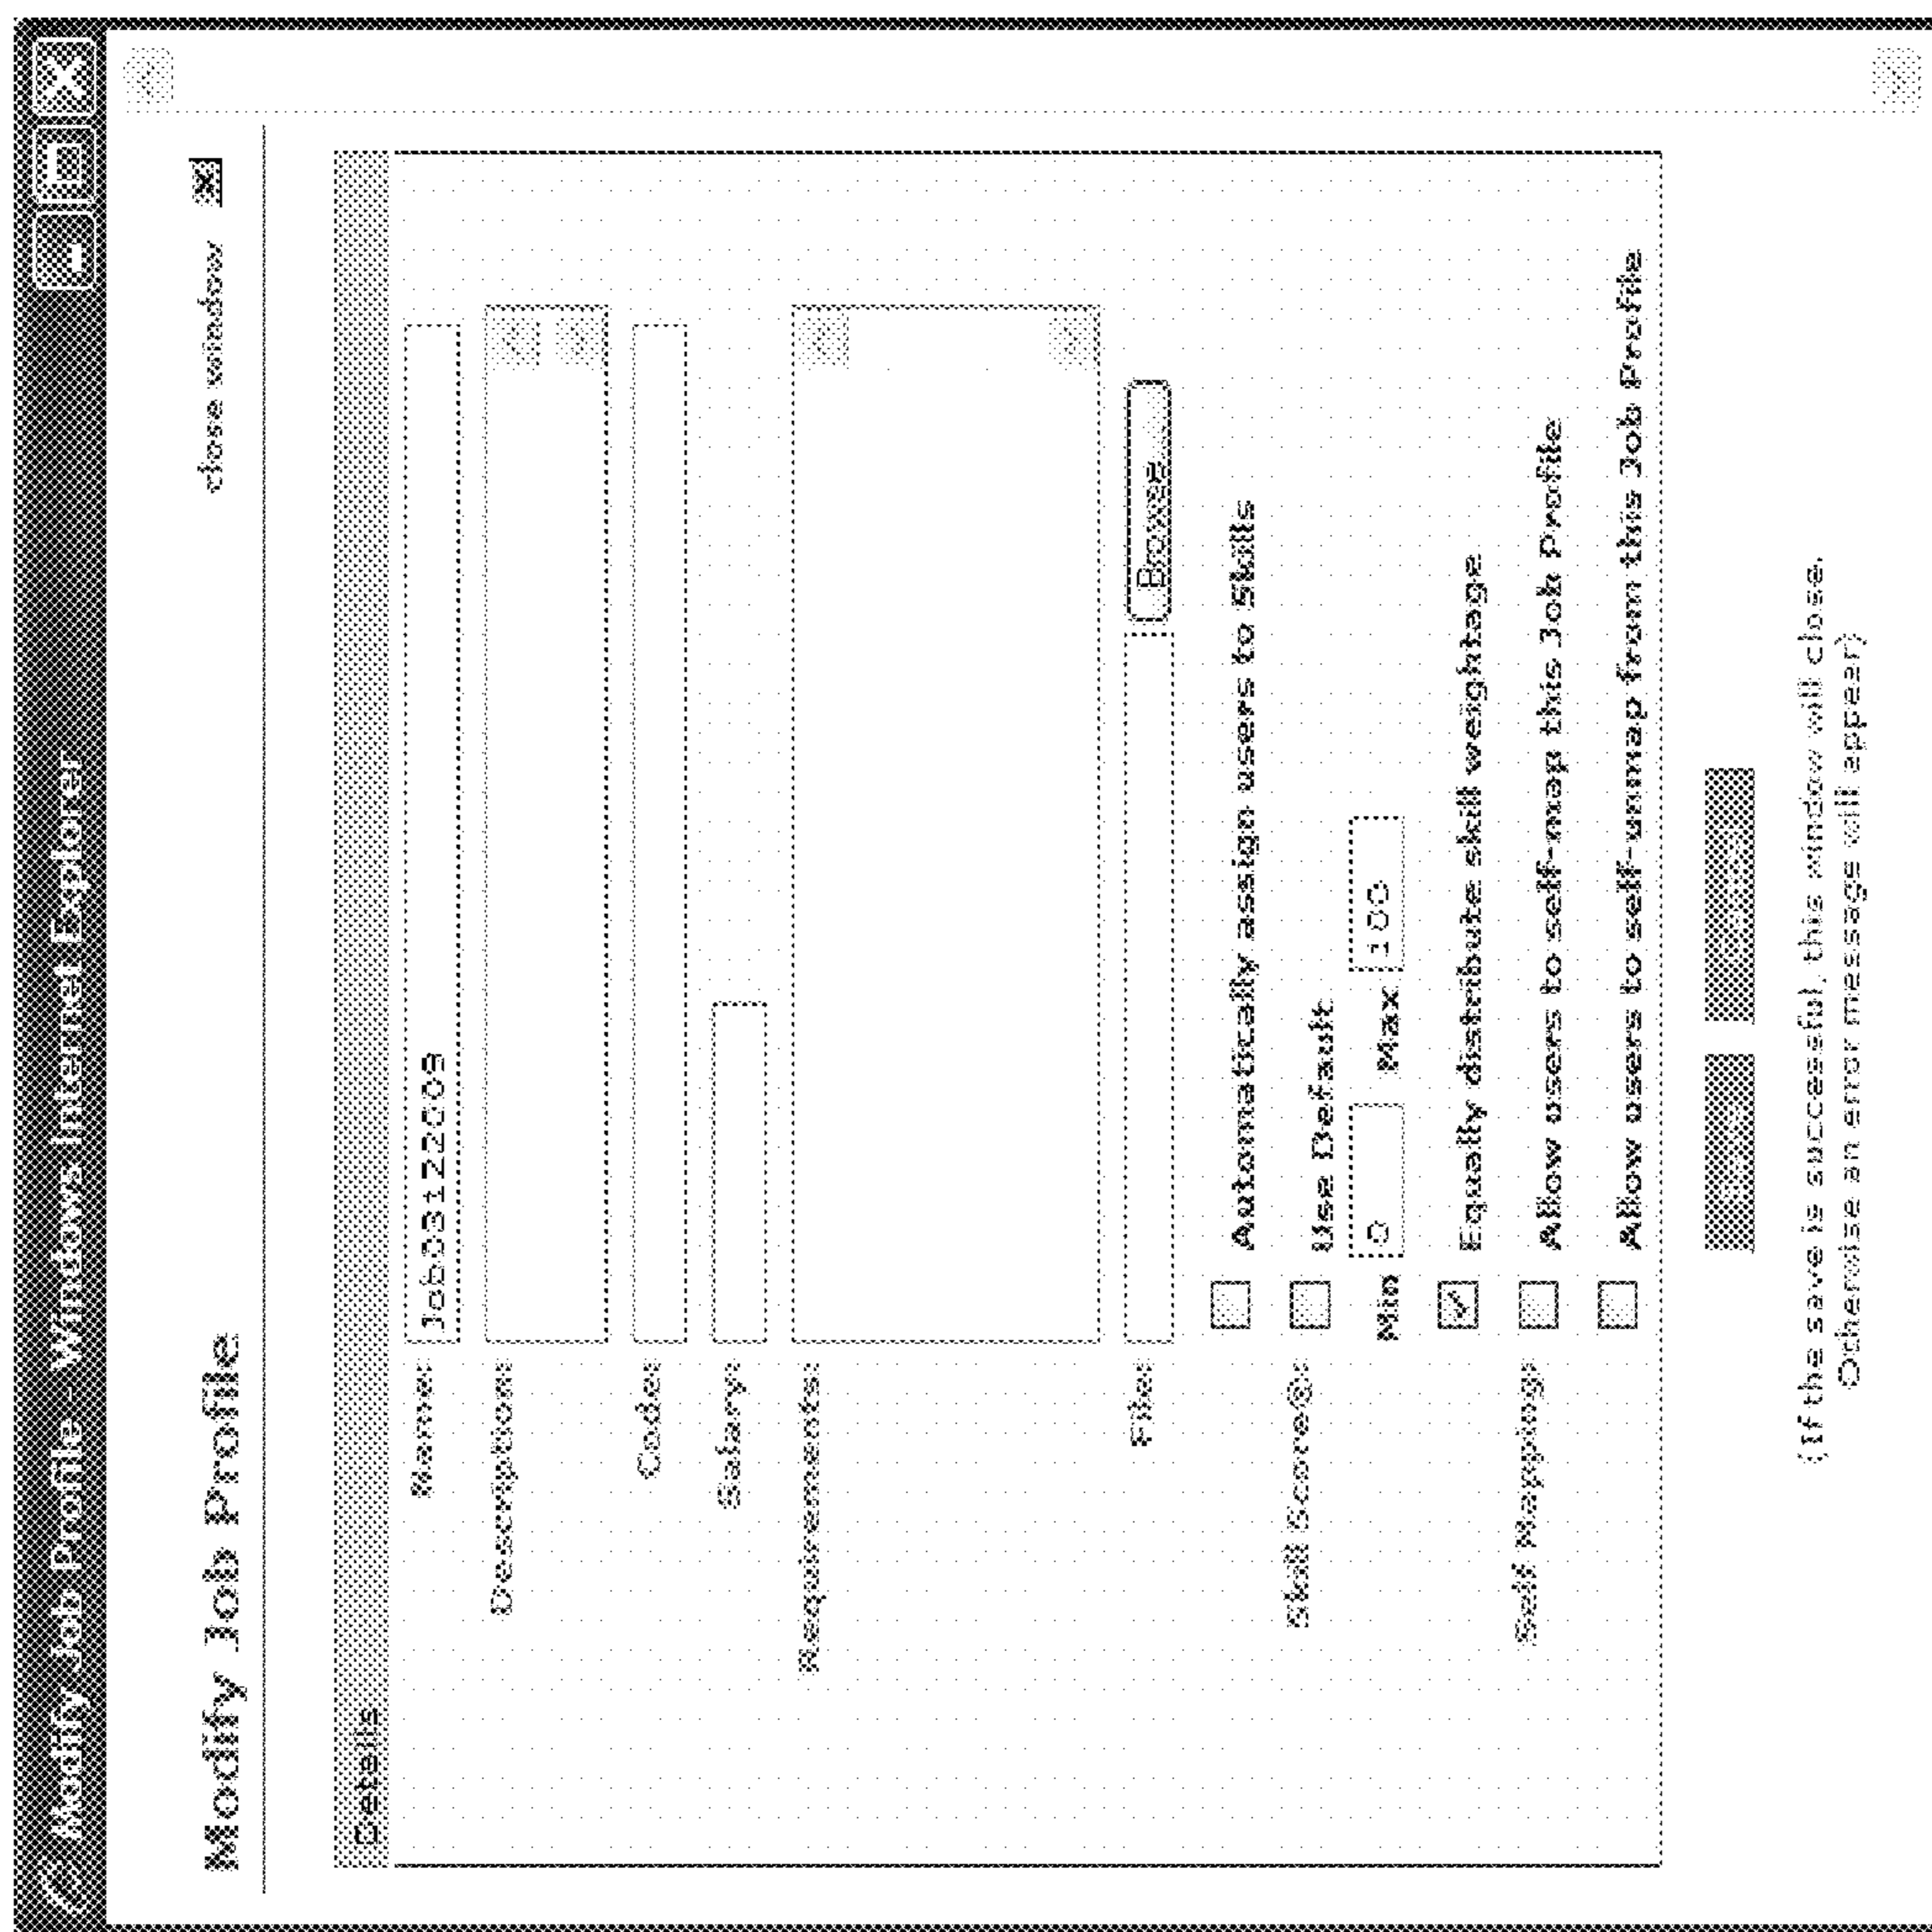 Modify Job Profile - Windows Internet Explorer
Modify Job Profile
close window
Details
Name: Job03122009
Description:
Code:
Salary:
Requirements:
File: Browse...
Automatically assign users to Skills
Skill Score®: Use Default
Min 0 Max 100
Equally distribute skill weightage
Self Mapping: Allow users to self-map this Job Profile
Allow users to self-unmap from this Job Profile
(If the save is successful, this window will close.
Otherwise an error message will appear)